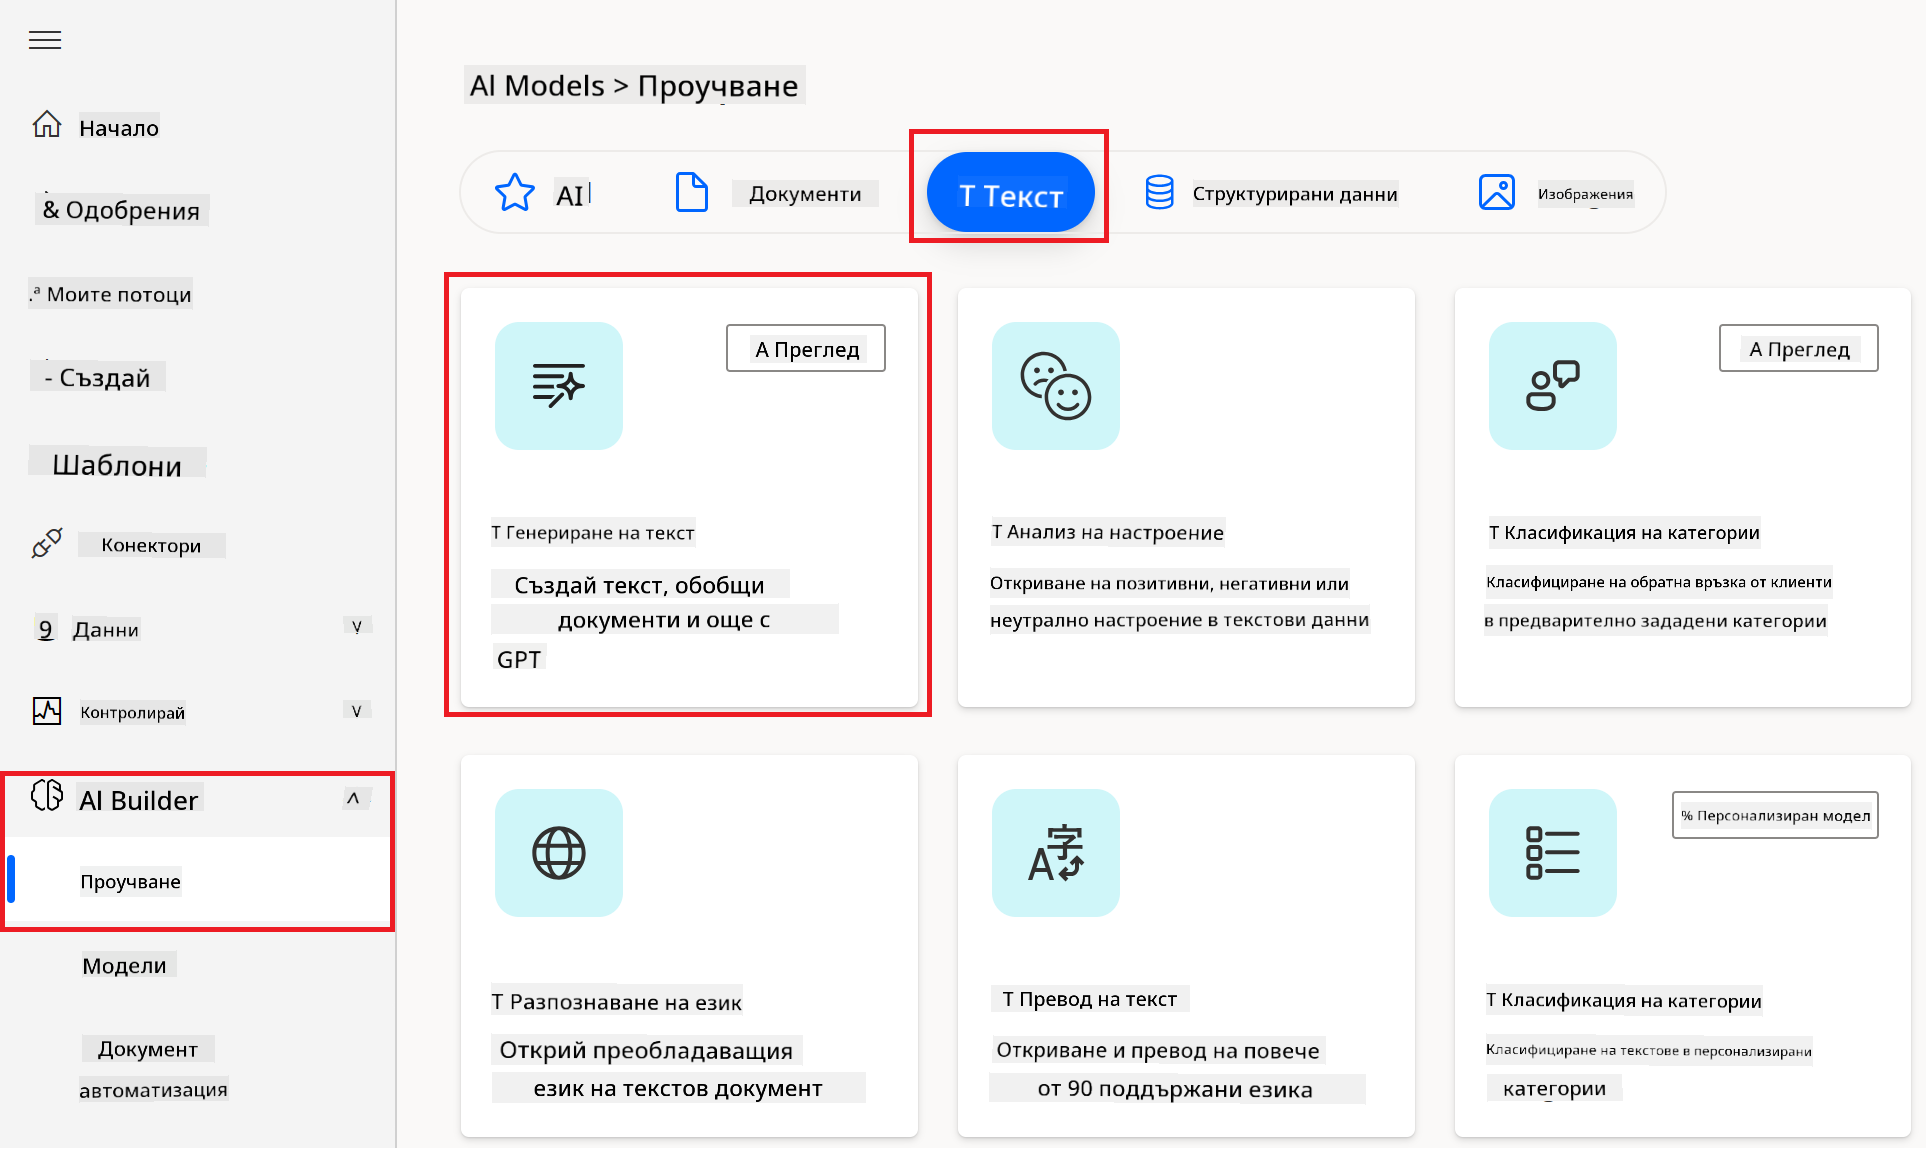 Начало
& Одобрения
.ª Моите потоци
- Създай
Шаблони
Конектори
9 Данни
v
Контролирай
v
AI Builder
^
Проучване
Модели
Документ
автоматизация
AI Models > Проучване
AI
Документи
T Текст
Структурирани данни
Изображения
А Преглед
Т Генериране на текст
Създай текст, обобщи
документи и още с
GPT
Т Анализ на настроение
Откриване на позитивни, негативни или
неутрално настроение в текстови данни
А Преглед
Т Класификация на категории
Класифициране на обратна връзка от клиенти
в предварително зададени категории
Т Разпознаване на език
Открий преобладаващия
език на текстов документ
A字
Т Превод на текст
Откриване и превод на повече
от 90 поддържани езика
% Персонализиран модел
Т Класификация на категории
Класифициране на текстове в персонализирани
категории